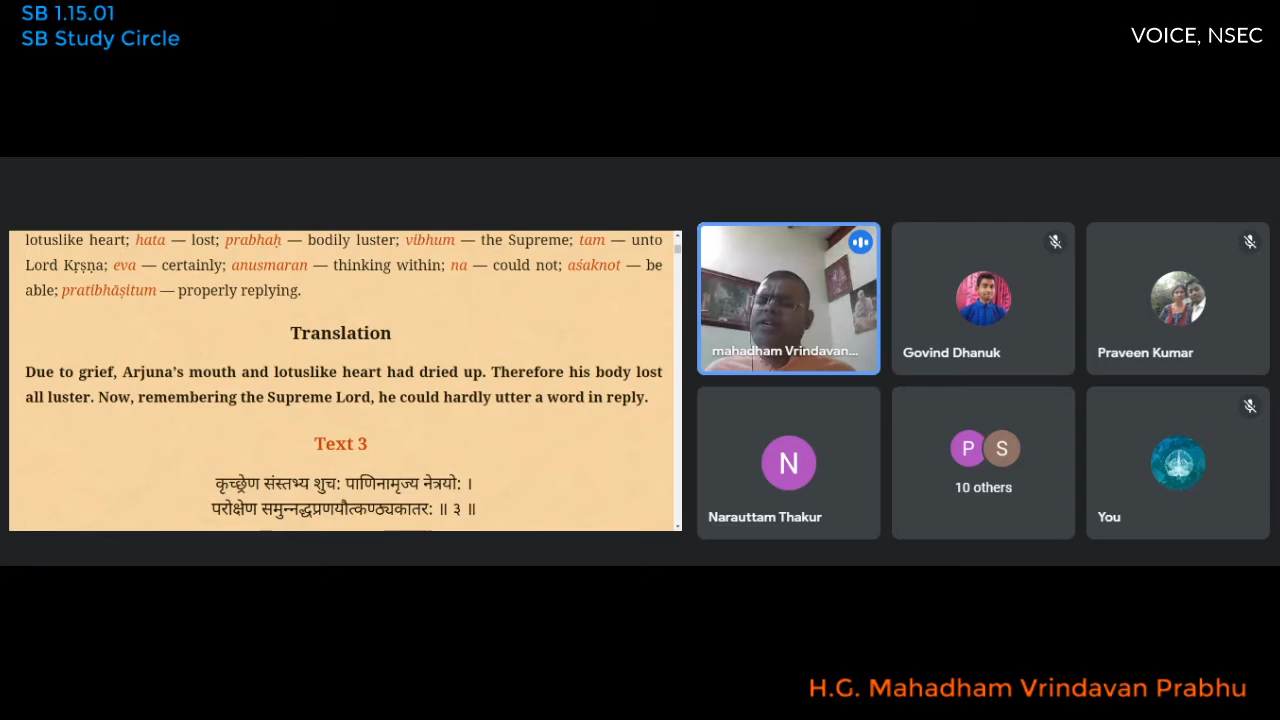 SB 1.15.01
SB Study Circle
VOICE, NSEC
lotuslike heart; hata — lost; prabhaḥ — bodily luster; vibhum — the Supreme; tam — unto
Lord Kṛṣṇa; eva — certainly; anusmaran — thinking within; na — could not; aśaknot — be
able; pratibhāṣitum — properly replying.
Translation
Due to grief, Arjuna’s mouth and lotuslike heart had dried up. Therefore his body lost
all luster. Now, remembering the Supreme Lord, he could hardly utter a word in reply.
Text 3
कृच्छ्रेण संस्तभ्य शुच: पाणिनामृज्य नेत्रयो: ।
परोक्षेण समुन्नद्धप्रणयौत्कण्ठ्यकातर: ॥ ३ ॥
mahadham Vrindavan...
Govind Dhanuk
Praveen Kumar
N
Narauttam Thakur
P S
10 others
You
H.G. Mahadham Vrindavan Prabhu